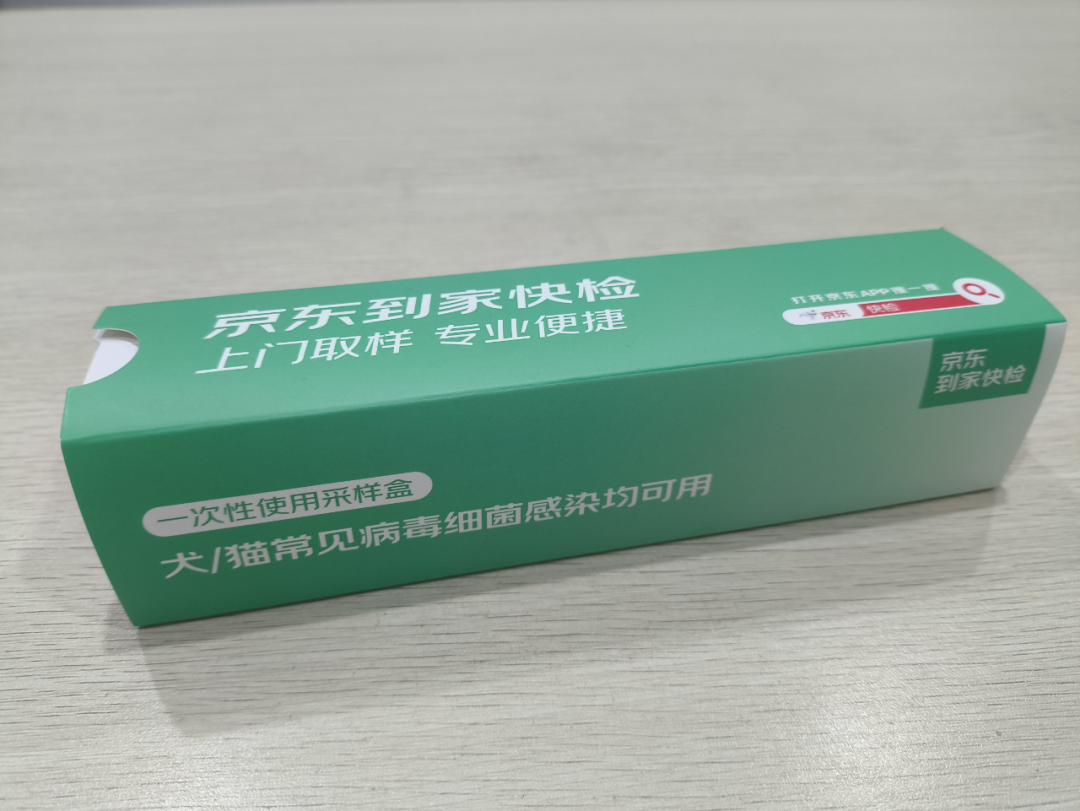 京东到家快检
上门取样 专业便捷
打开京东APP搜一搜
京东 快检
京东
到家快检
一次性使用采样盒
犬/猫常见病毒细菌感染均可用